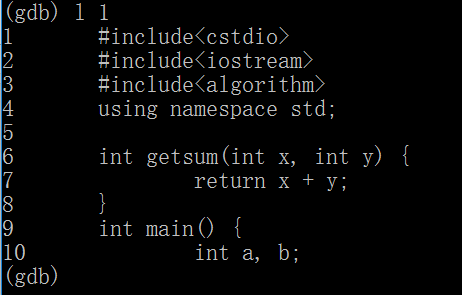 (gdb) l 1
1	#include<cstdio>
2	#include<iostream>
3	#include<algorithm>
4	using namespace std;
5
6	int getsum(int x, int y) {
7		return x + y;
8	}
9	int main() {
10		int a, b;
(gdb)